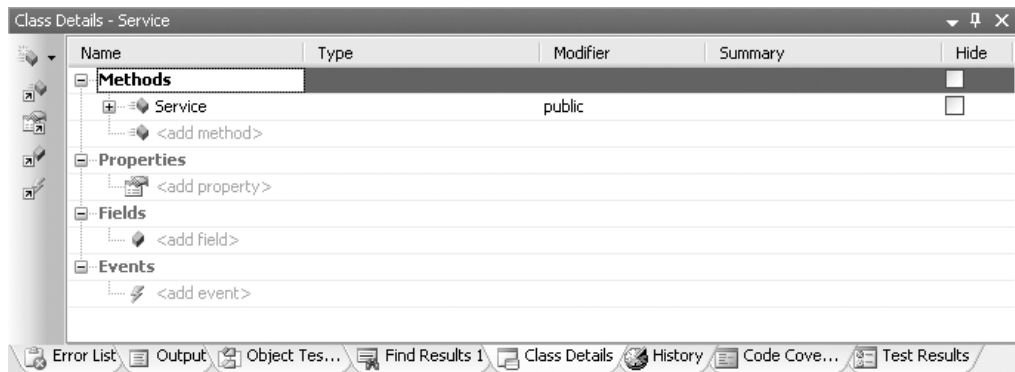 Class Details - Service
Name Type Modifier Summary Hide
Methods
Service public
<add method>
Properties
<add property>
Fields
<add field>
Events
<add event>
Error List Output Object Tes... Find Results 1 Class Details History Code Cove... Test Results